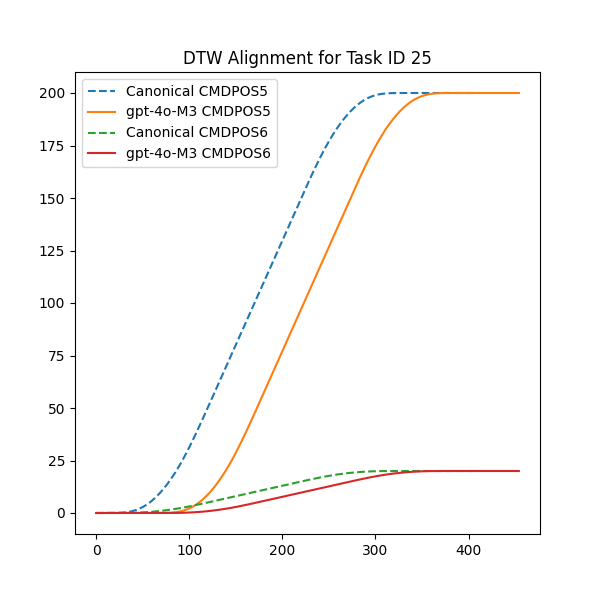 DTW Alignment for Task ID 25
Canonical CMDPOS5
gpt-4o-M3 CMDPOS5
Canonical CMDPOS6
gpt-4o-M3 CMDPOS6
200
175
150
125
100
75
50
25
0
0 100 200 300 400